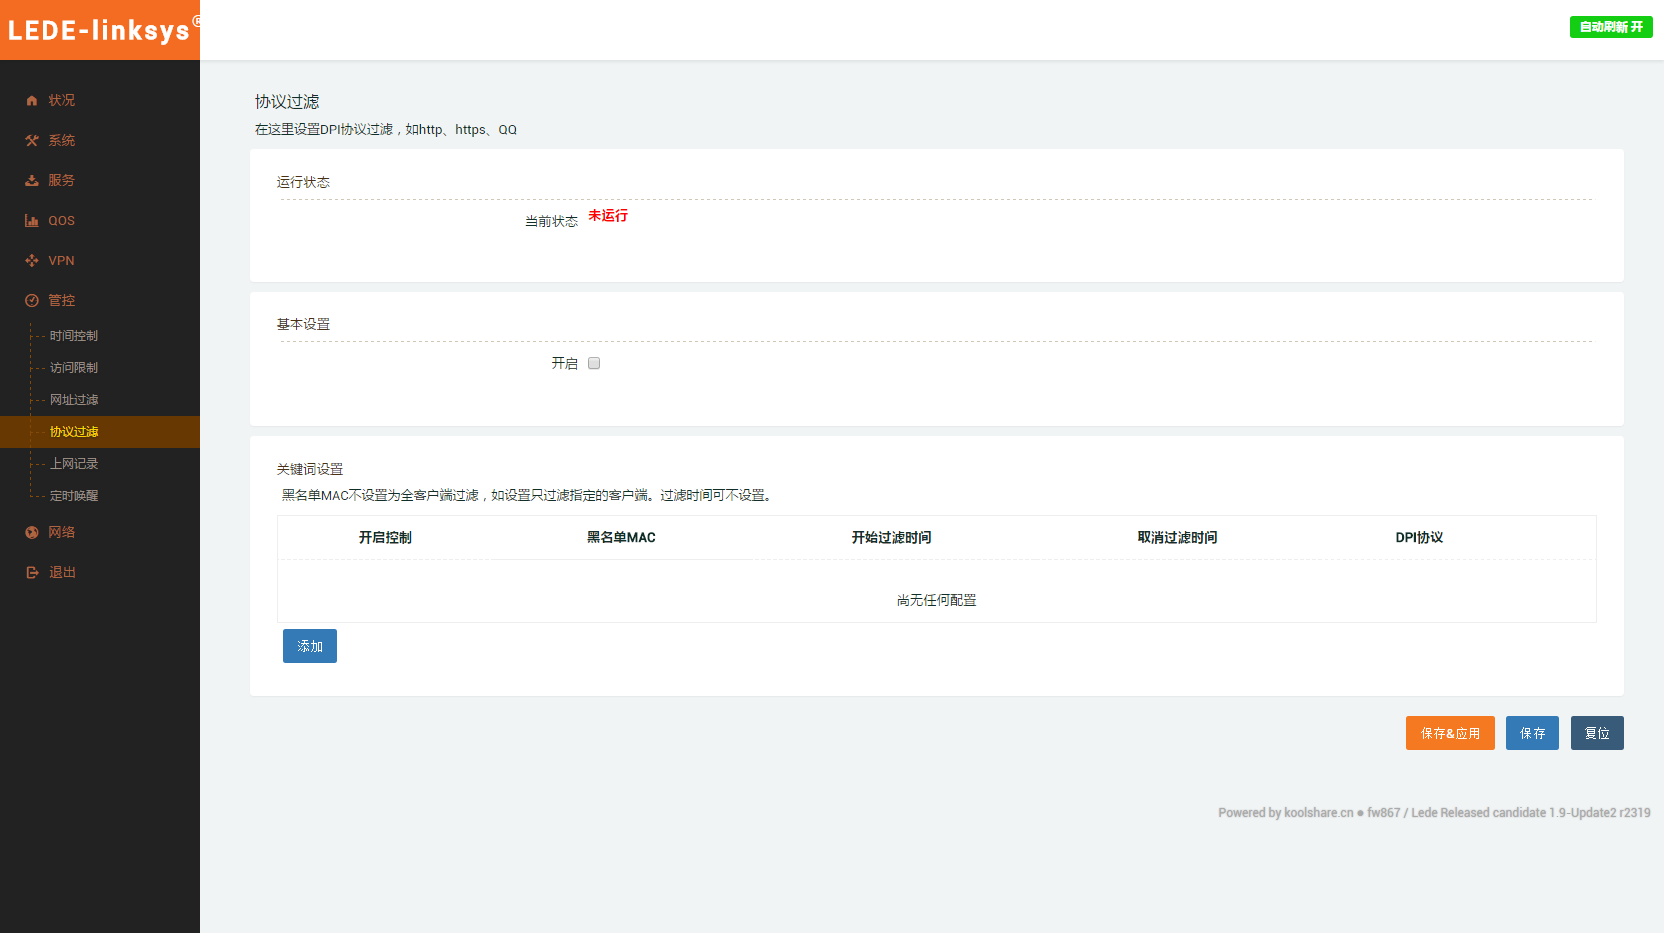 LEDE-linksys®
自动刷新 开
状况
系统
服务
QOS
VPN
管控
时间控制
访问限制
网址过滤
协议过滤
上网记录
定时唤醒
网络
退出
协议过滤
在这里设置DPI协议过滤，如http、https、QQ
运行状态
当前状态 未运行
基本设置
开启
关键词设置
黑名单MAC不设置为全客户端过滤，如设置只过滤指定的客户端。过滤时间可不设置。
开启控制 黑名单MAC 开始过滤时间 取消过滤时间 DPI协议
尚无任何配置
添加
保存&应用 保存 复位
Powered by koolshare.cn ● fw867 / Lede Released candidate 1.9-Update2 r2319